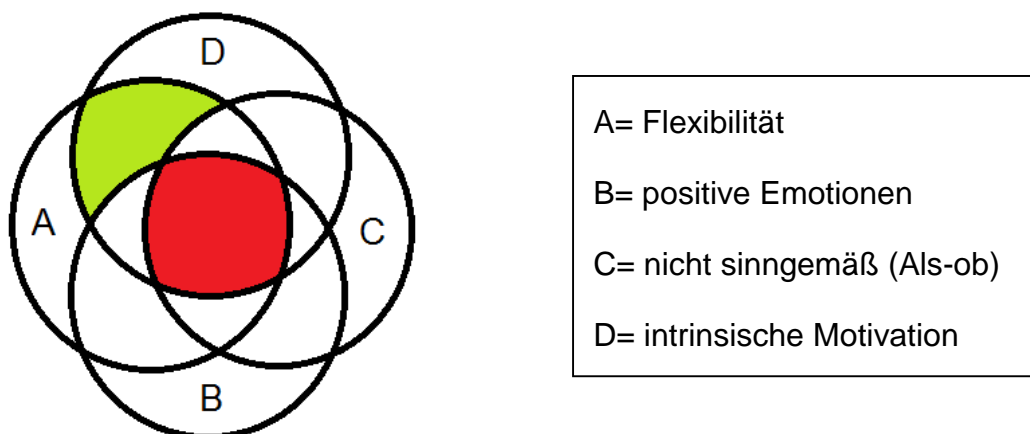 D
A
C
B
A= Flexibilität
B= positive Emotionen
C= nicht sinngemäß (Als-ob)
D= intrinsische Motivation